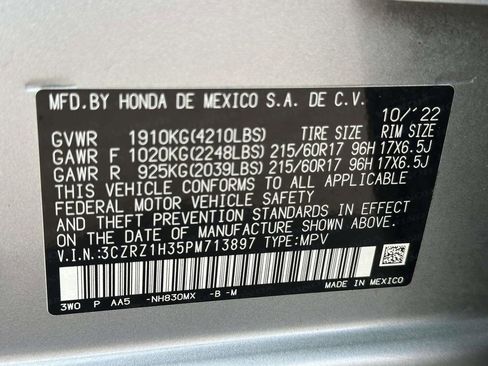 MFD.BY HONDA DE MEXICO S.A. DE C.V.
10/'22
GVWR 1910KG(4210LBS) TIRE SIZE RIM SIZE
GAWR F 1020KG(2248LBS) 215/60R17 96H 17X6.5J
GAWR R 925KG(2039LBS) 215/60R17 96H 17X6.5J
THIS VEHICLE CONFORMS TO ALL APPLICABLE
FEDERAL MOTOR VEHICLE SAFETY
AND THEFT PREVENTION STANDARDS IN EFFECT
ON THE DATE OF MANUFACTURE SHOWN ABOVE.
V.I.N.:3CZRZ1H35PM713897 TYPE:MPV
3W0 P AA5 -NH830MX -B -M